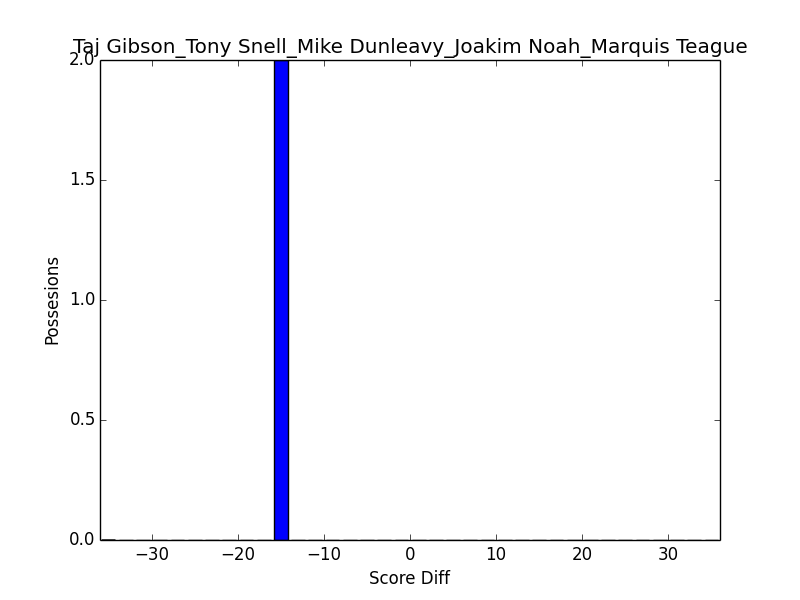 Taj Gibson_Tony Snell_Mike Dunleavy_Joakim Noah_Marquis Teague
2.0
1.5
1.0
0.5
0.0
Possesions
−30 −20 −10 0 10 20 30
Score Diff